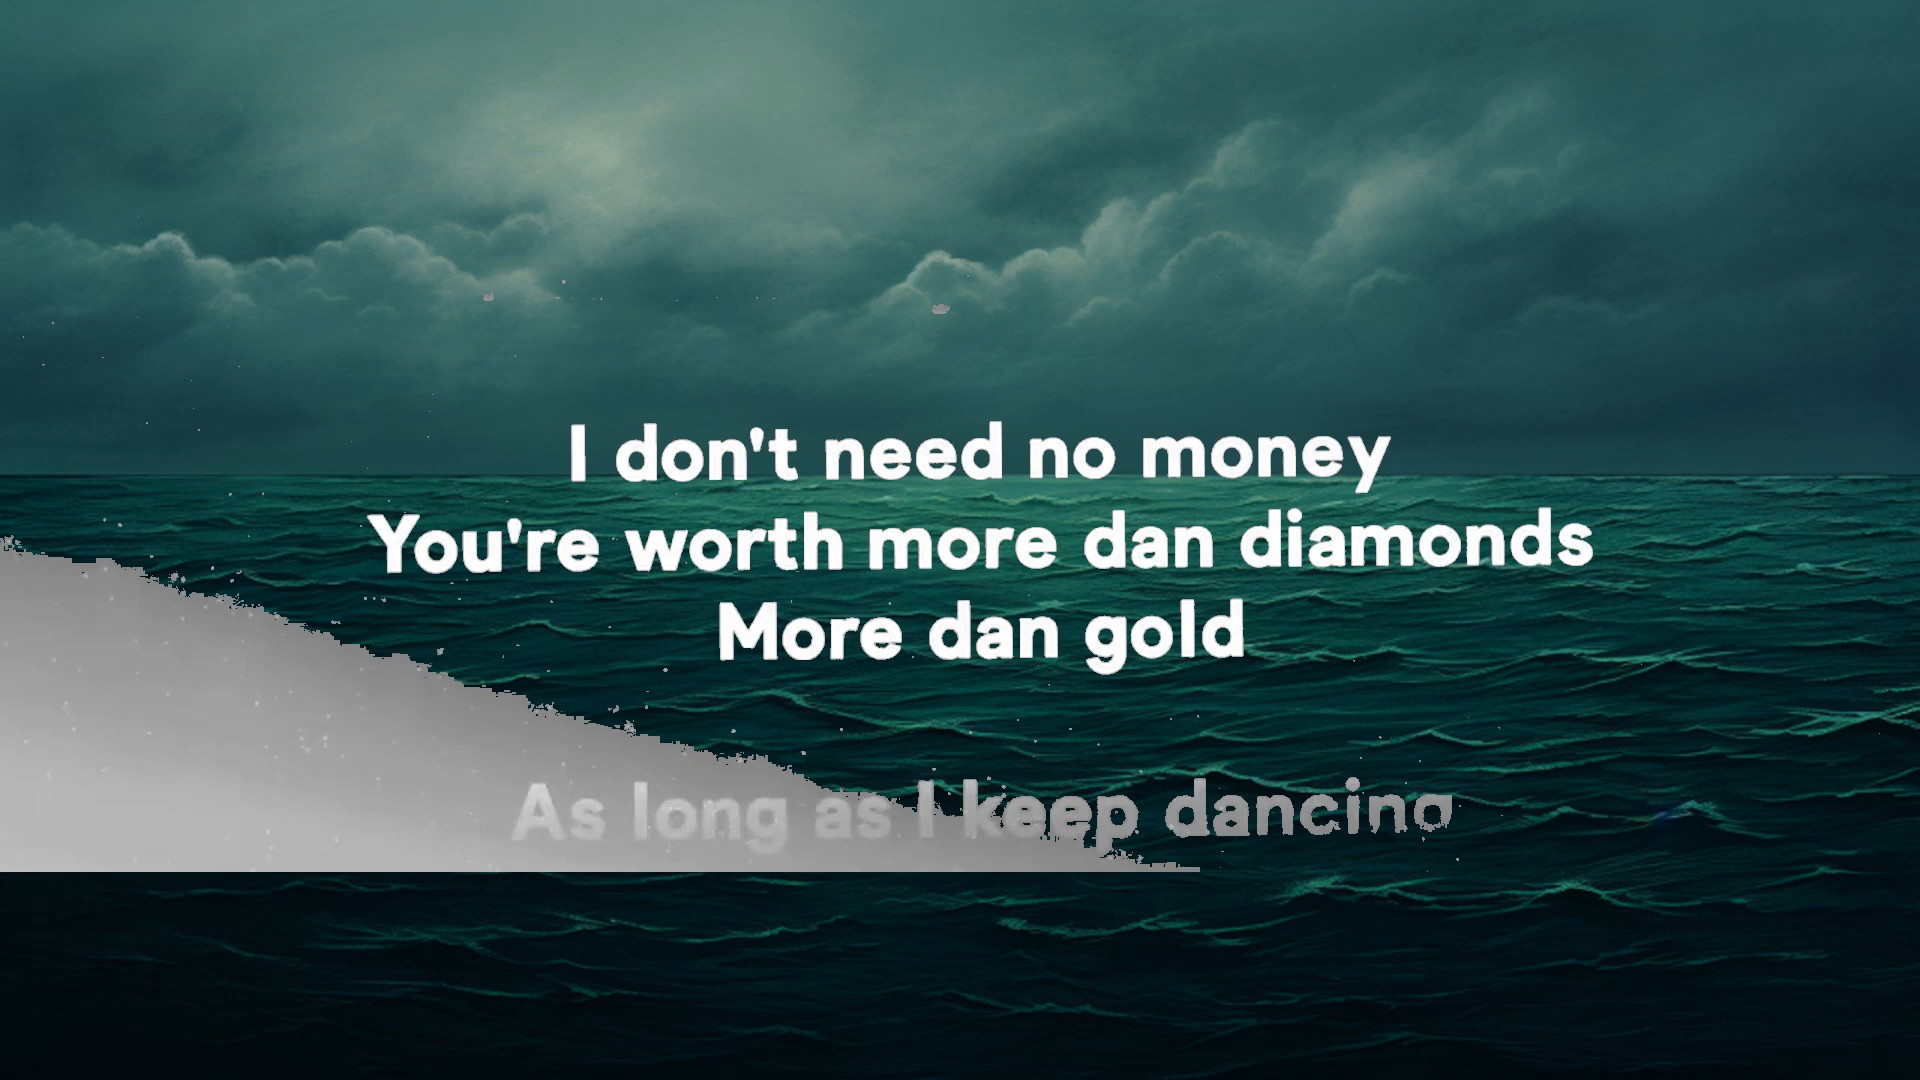 I don't need no money
You're worth more dan diamonds
More dan gold
As long as I keep dancing